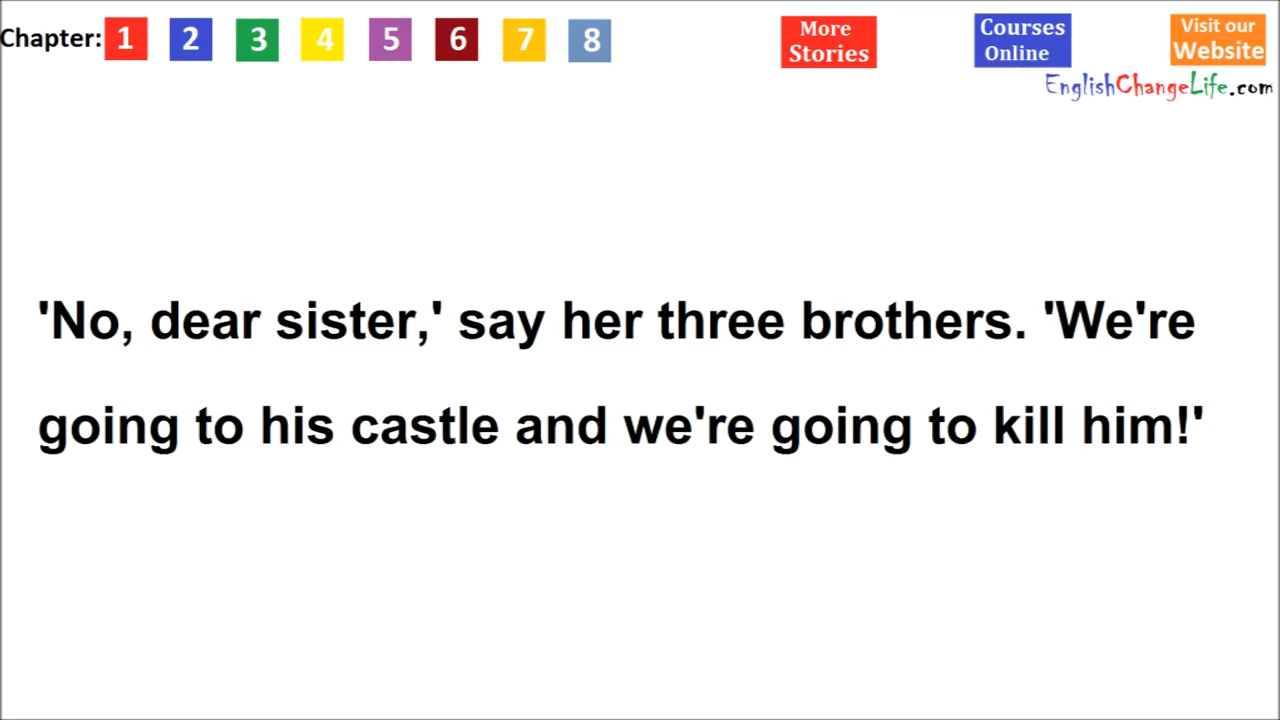 Chapter: 1 2 3 4 5 6 7 8
More
Stories
Courses
Online
Visit our
Website
EnglishChangeLife.com
'No, dear sister,' say her three brothers. 'We're
going to his castle and we're going to kill him!'